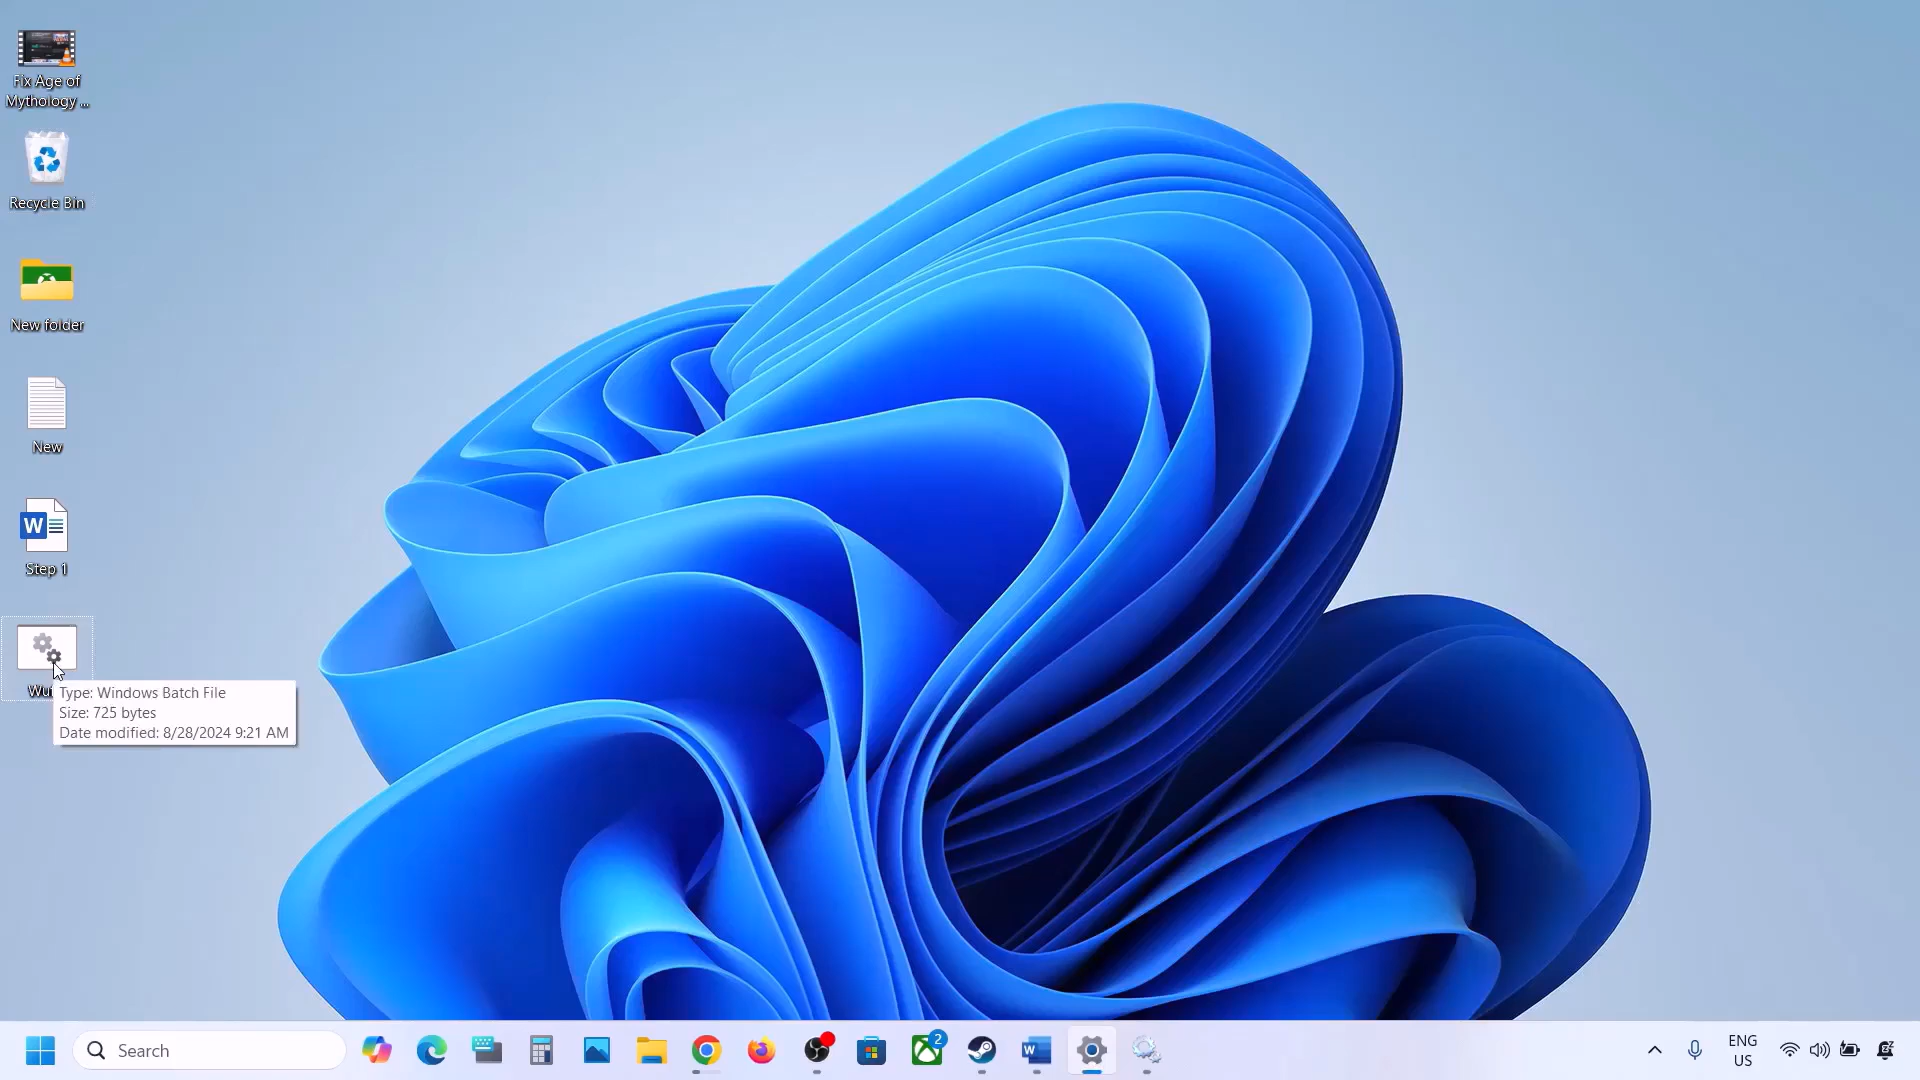 Fix Age of
Mythology ...
Recycle Bin
New folder
New
W
Step 1
Type: Windows Batch File
Size: 725 bytes
Date modified: 8/28/2024 9:21 AM
Search
2
W
ENG
US